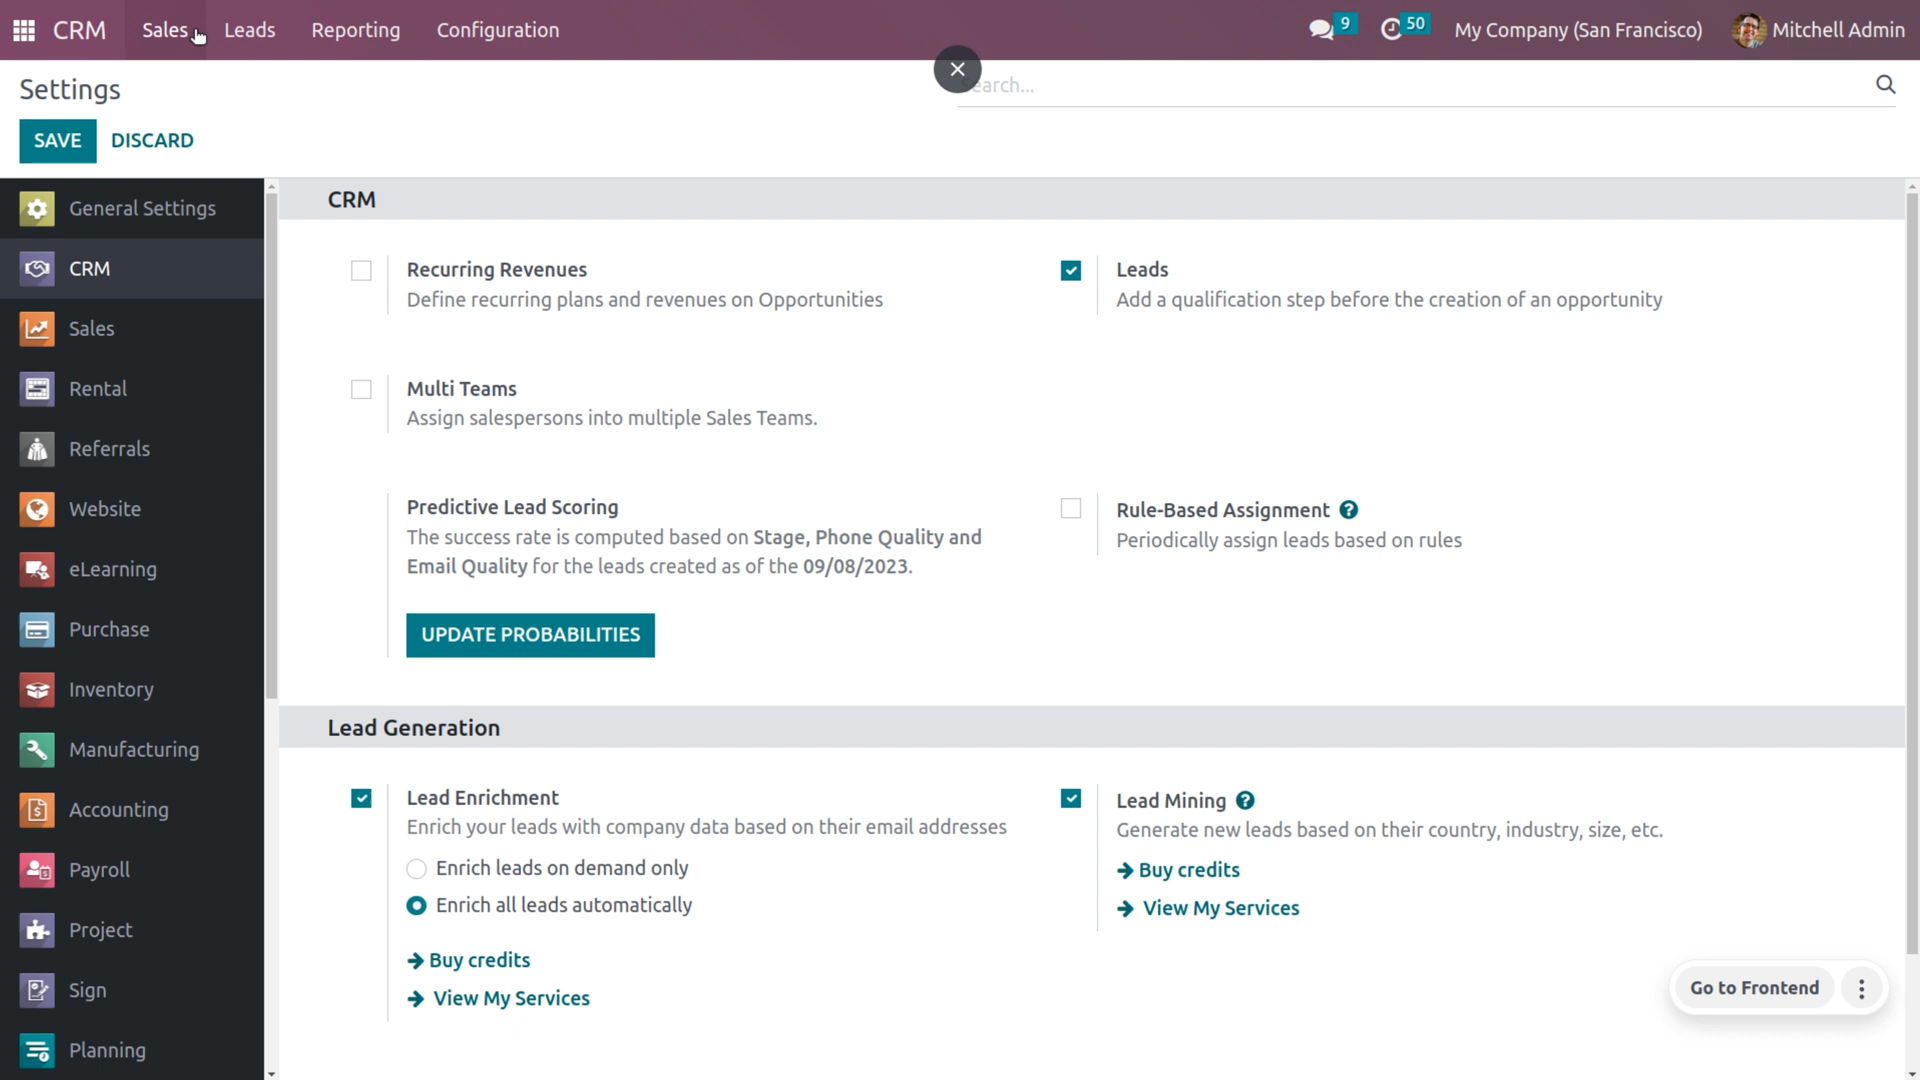 CRM Sales Leads Reporting Configuration 9 50 My Company (San Francisco) Mitchell Admin
Settings
earch...
SAVE DISCARD
General Settings
CRM
Sales
Rental
Referrals
Website
eLearning
Purchase
Inventory
Manufacturing
Accounting
Payroll
Project
Sign
Planning
CRM
Recurring Revenues
Define recurring plans and revenues on Opportunities
Leads
Add a qualification step before the creation of an opportunity
Multi Teams
Assign salespersons into multiple Sales Teams.
Predictive Lead Scoring
The success rate is computed based on Stage, Phone Quality and
Email Quality for the leads created as of the 09/08/2023.
UPDATE PROBABILITIES
Rule-Based Assignment ?
Periodically assign leads based on rules
Lead Generation
Lead Enrichment
Enrich your leads with company data based on their email addresses
Enrich leads on demand only
Enrich all leads automatically
Buy credits
View My Services
Lead Mining ?
Generate new leads based on their country, industry, size, etc.
Buy credits
View My Services
Go to Frontend